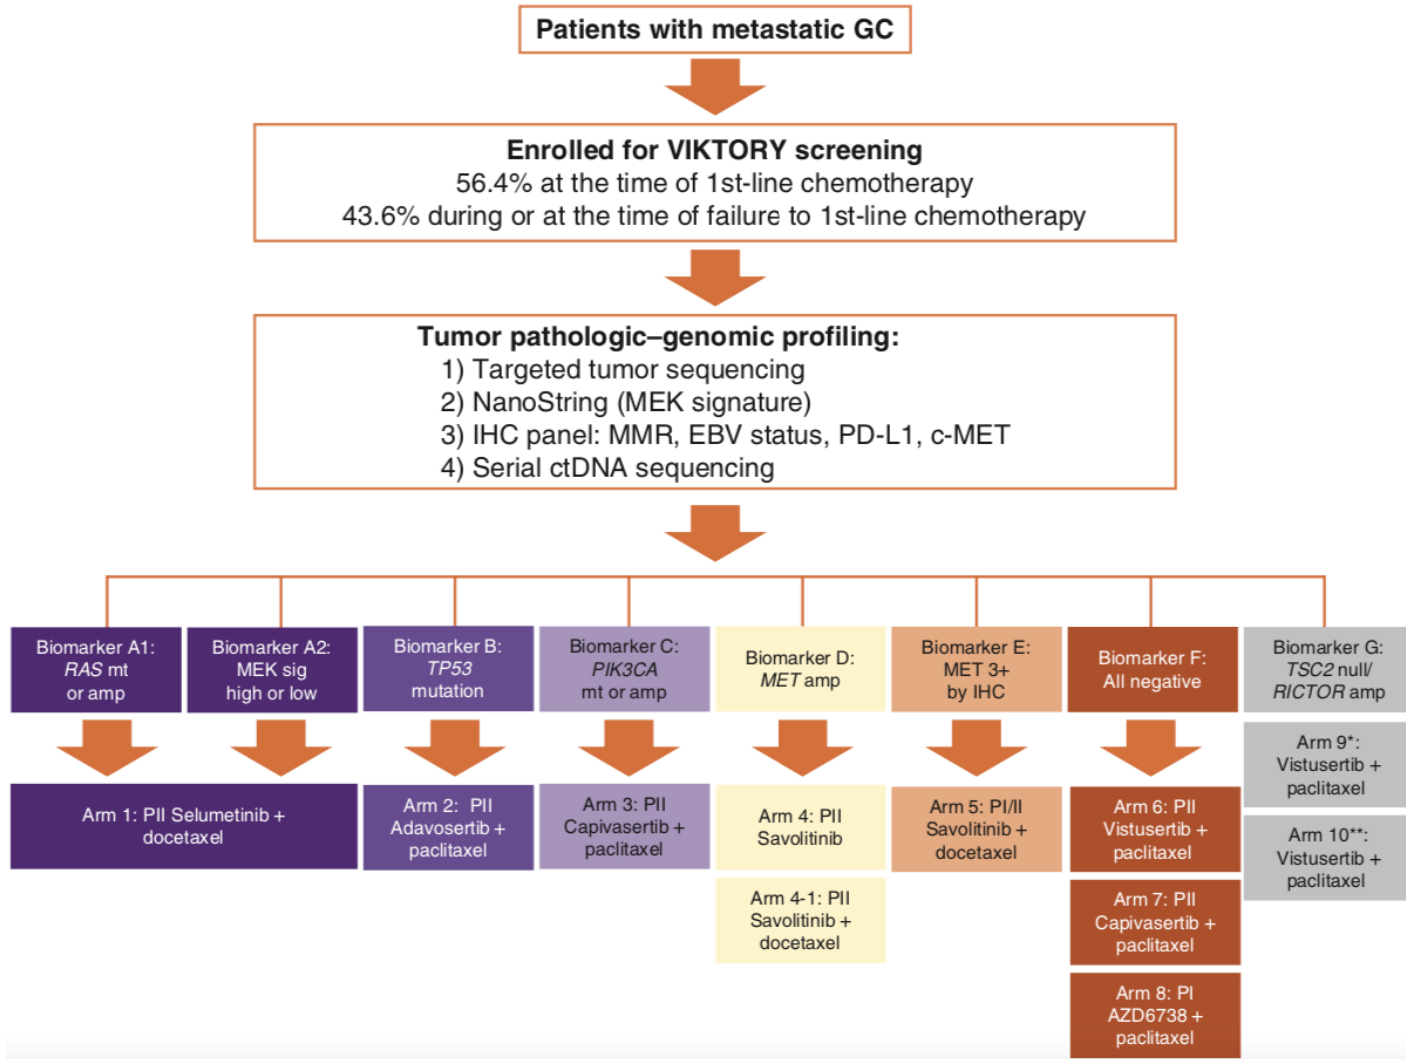 Patients with metastatic GC
Enrolled for VIKTORY screening
56.4% at the time of 1st-line chemotherapy
43.6% during or at the time of failure to 1st-line chemotherapy
Tumor pathologic–genomic profiling:
1) Targeted tumor sequencing
2) NanoString (MEK signature)
3) IHC panel: MMR, EBV status, PD-L1, c-MET
4) Serial ctDNA sequencing
Biomarker A1:
RAS mt
or amp
Biomarker A2:
MEK sig
high or low
Biomarker B:
TP53
mutation
Biomarker C:
PIK3CA
mt or amp
Biomarker D:
MET amp
Biomarker E:
MET 3+
by IHC
Biomarker F:
All negative
Biomarker G:
TSC2 null/
RICTOR amp
Arm 1: PII Selumetinib +
docetaxel
Arm 2: PII
Adavosertib +
paclitaxel
Arm 3: PII
Capivasertib +
paclitaxel
Arm 4: PII
Savolitinib
Arm 4-1: PII
Savolitinib +
docetaxel
Arm 5: PI/II
Savolitinib +
docetaxel
Arm 6: PII
Vistusertib +
paclitaxel
Arm 7: PII
Capivasertib +
paclitaxel
Arm 8: PI
AZD6738 +
paclitaxel
Arm 9*:
Vistusertib +
paclitaxel
Arm 10**:
Vistusertib +
paclitaxel